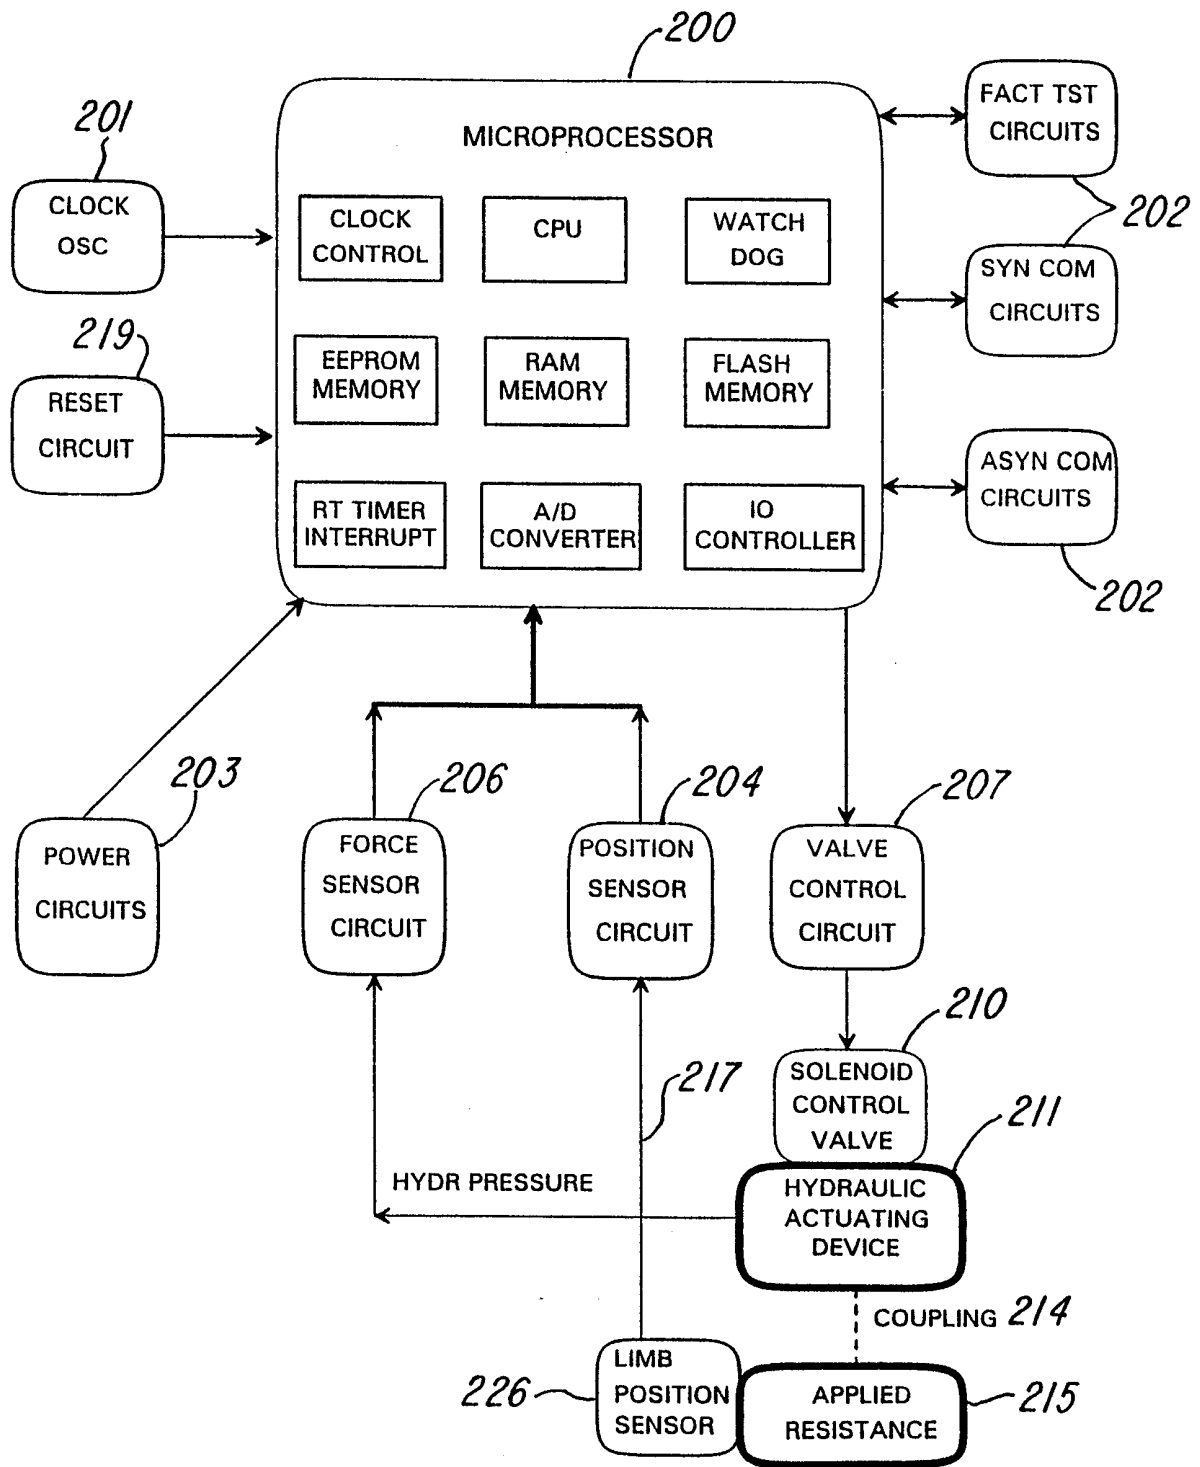 200
MICROPROCESSOR
201
CLOCK
OSC
219
RESET
CIRCUIT
CLOCK
CONTROL
CPU
WATCH
DOG
EEPROM
MEMORY
RAM
MEMORY
FLASH
MEMORY
RT TIMER
INTERRUPT
A/D
CONVERTER
IO
CONTROLLER
FACT TST
CIRCUITS
202
SYN COM
CIRCUITS
ASYN COM
CIRCUITS
202
203
POWER
CIRCUITS
206
FORCE
SENSOR
CIRCUIT
204
POSITION
SENSOR
CIRCUIT
207
VALVE
CONTROL
CIRCUIT
210
SOLENOID
CONTROL
VALVE
217
211
HYDR PRESSURE
HYDRAULIC
ACTUATING
DEVICE
COUPLING 214
226
LIMB
POSITION
SENSOR
APPLIED
RESISTANCE
215